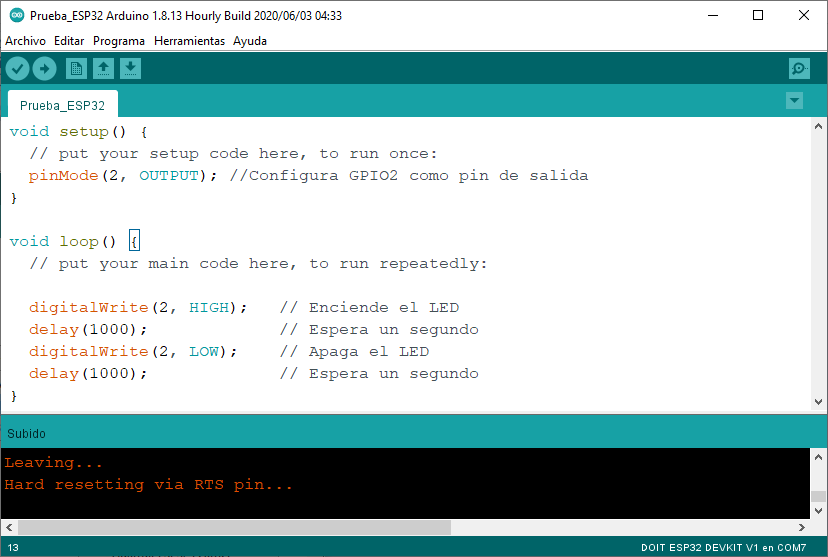 Prueba_ESP32 Arduino 1.8.13 Hourly Build 2020/06/03 04:33
Archivo Editar Programa Herramientas Ayuda
Prueba_ESP32
void setup() {
  // put your setup code here, to run once:
  pinMode(2, OUTPUT); //Configura GPIO2 como pin de salida
}
void loop() {
  // put your main code here, to run repeatedly:
  digitalWrite(2, HIGH);   // Enciende el LED
  delay(1000);             // Espera un segundo
  digitalWrite(2, LOW);    // Apaga el LED
  delay(1000);             // Espera un segundo
}
Subido
Leaving...
Hard resetting via RTS pin...
13 DOIT ESP32 DEVKIT V1 en COM7